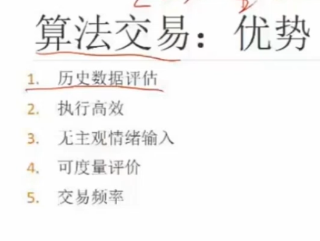 算法交易：优势
1. 历史数据评估
2. 执行高效
3. 无主观情绪输入
4. 可度量评价
5. 交易频率